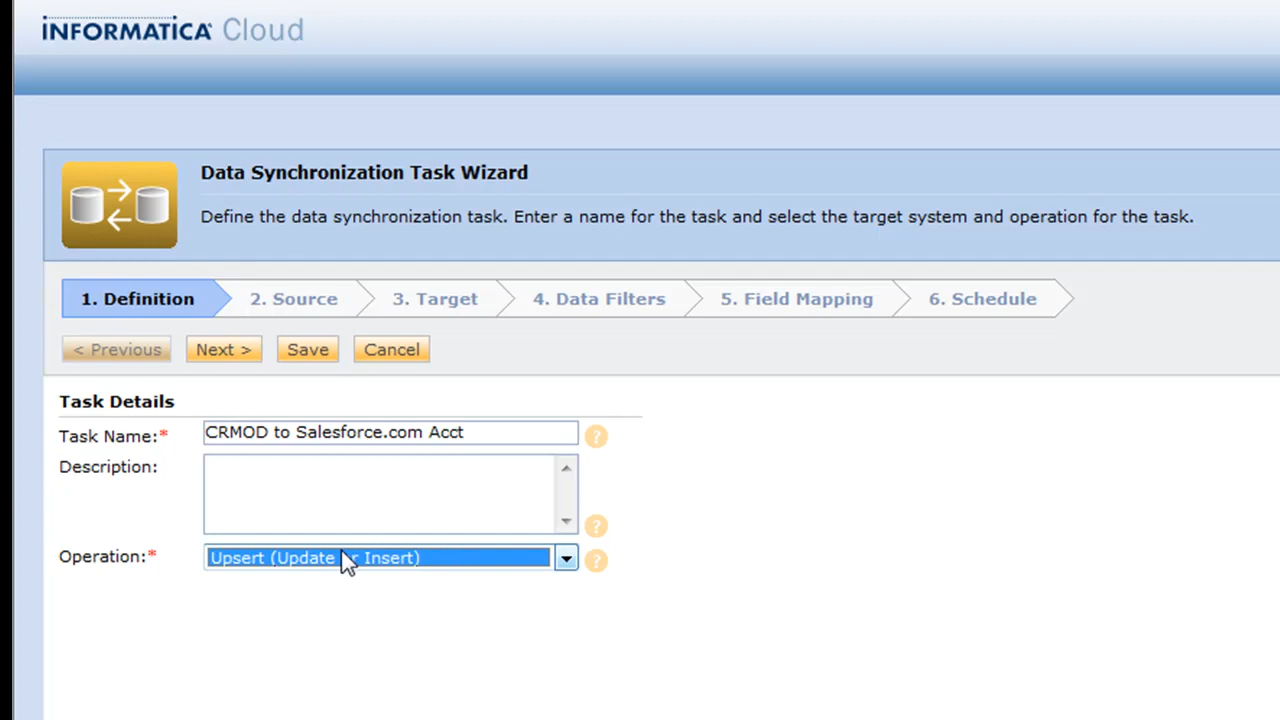 INFORMATICA Cloud
Data Synchronization Task Wizard
Define the data synchronization task. Enter a name for the task and select the target system and operation for the task.
1. Definition 2. Source 3. Target 4. Data Filters 5. Field Mapping 6. Schedule
< Previous Next > Save Cancel
Task Details
Task Name:* CRMOD to Salesforce.com Acct ?
Description: ?
Operation:* Upsert (Update or Insert) ?